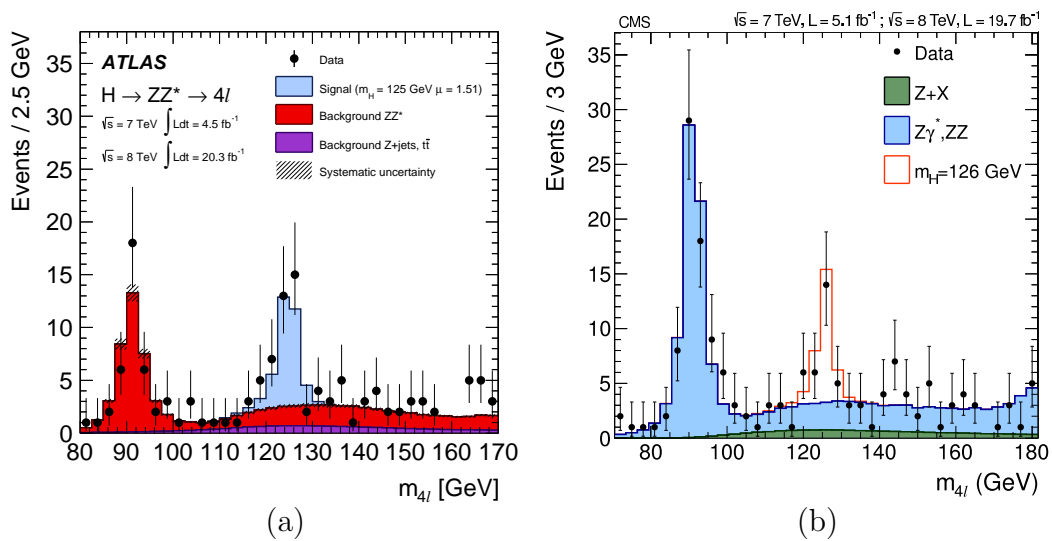 ATLAS
H → ZZ* → 4l
√s = 7 TeV ∫Ldt = 4.5 fb⁻¹
√s = 8 TeV ∫Ldt = 20.3 fb⁻¹
Data
Signal (m_H = 125 GeV μ = 1.51)
Background ZZ*
Background Z+jets, tt̄
Systematic uncertainty
Events / 2.5 GeV
35
30
25
20
15
10
5
0
80 90 100 110 120 130 140 150 160 170
m_4l [GeV]
(a)
CMS √s = 7 TeV, L = 5.1 fb⁻¹ ; √s = 8 TeV, L = 19.7 fb⁻¹
Data
Z+X
Zγ*,ZZ
m_H=126 GeV
Events / 3 GeV
35
30
25
20
15
10
5
0
80 100 120 140 160 180
m_4l (GeV)
(b)